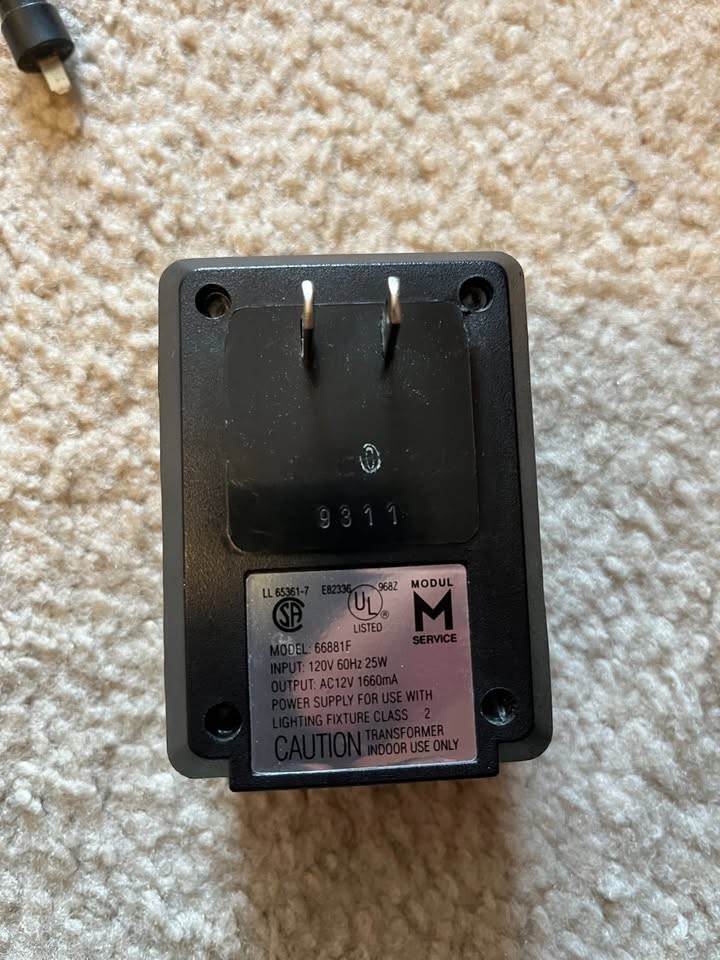 9311
LL 65361-7 E82336 968Z MODUL
SA UL ® M
LISTED SERVICE
MODEL: 66881F
INPUT: 120V 60Hz 25W
OUTPUT: AC12V 1660mA
POWER SUPPLY FOR USE WITH
LIGHTING FIXTURE CLASS 2
CAUTION TRANSFORMER
INDOOR USE ONLY